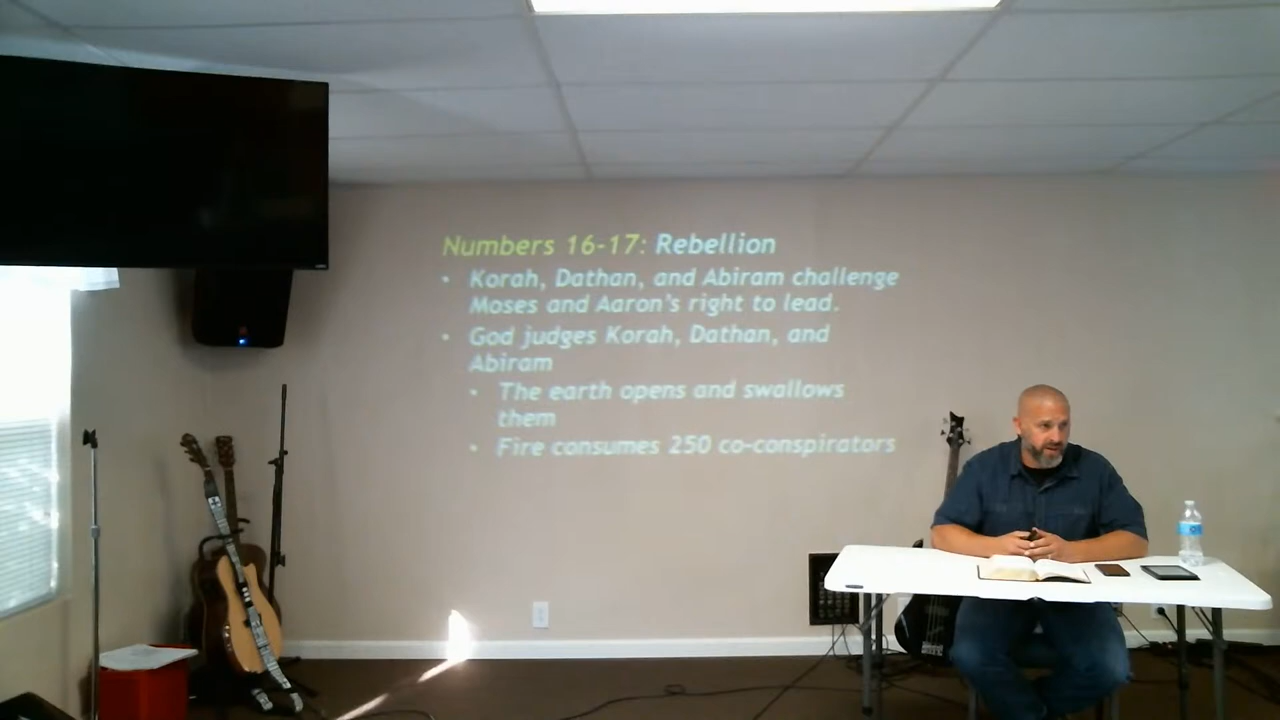 Numbers 16-17: Rebellion
• Korah, Dathan, and Abiram challenge
Moses and Aaron's right to lead.
• God judges Korah, Dathan, and
Abiram
• The earth opens and swallows
them
• Fire consumes 250 co-conspirators